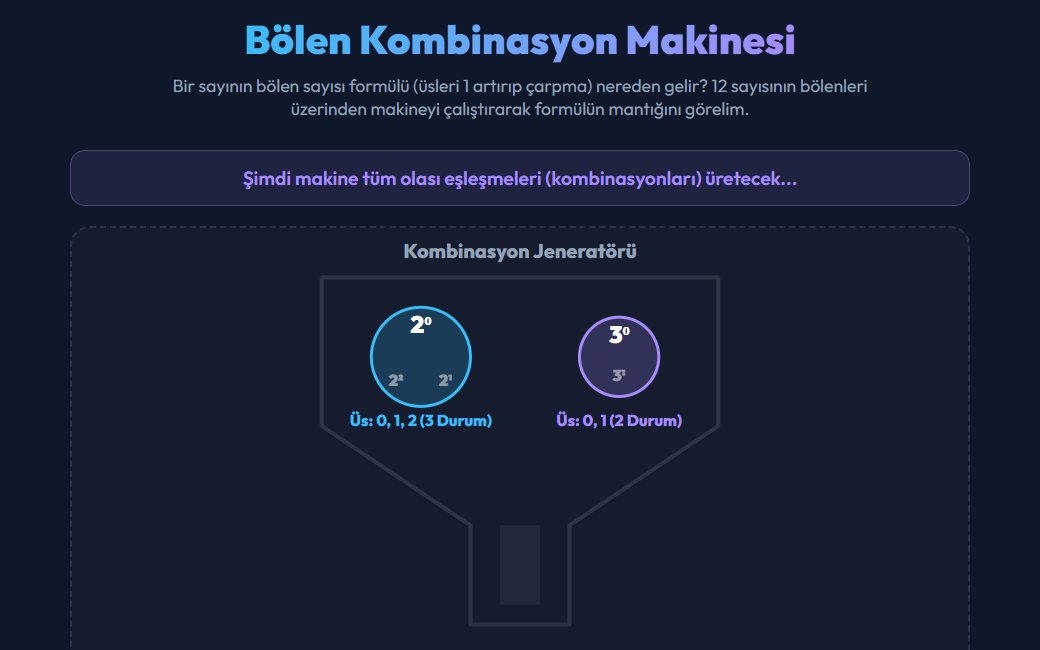 Bölen Kombinasyon Makinesi
Bir sayının bölen sayısı formülü (üsleri 1 artırıp çarpma) nereden gelir? 12 sayısının bölenleri
üzerinden makineyi çalıştırarak formülün mantığını görelim.
Şimdi makine tüm olası eşleşmeleri (kombinasyonları) üretecek...
Kombinasyon Jeneratörü
2⁰ 3⁰
2² 2¹ 3¹
Üs: 0, 1, 2 (3 Durum) Üs: 0, 1 (2 Durum)